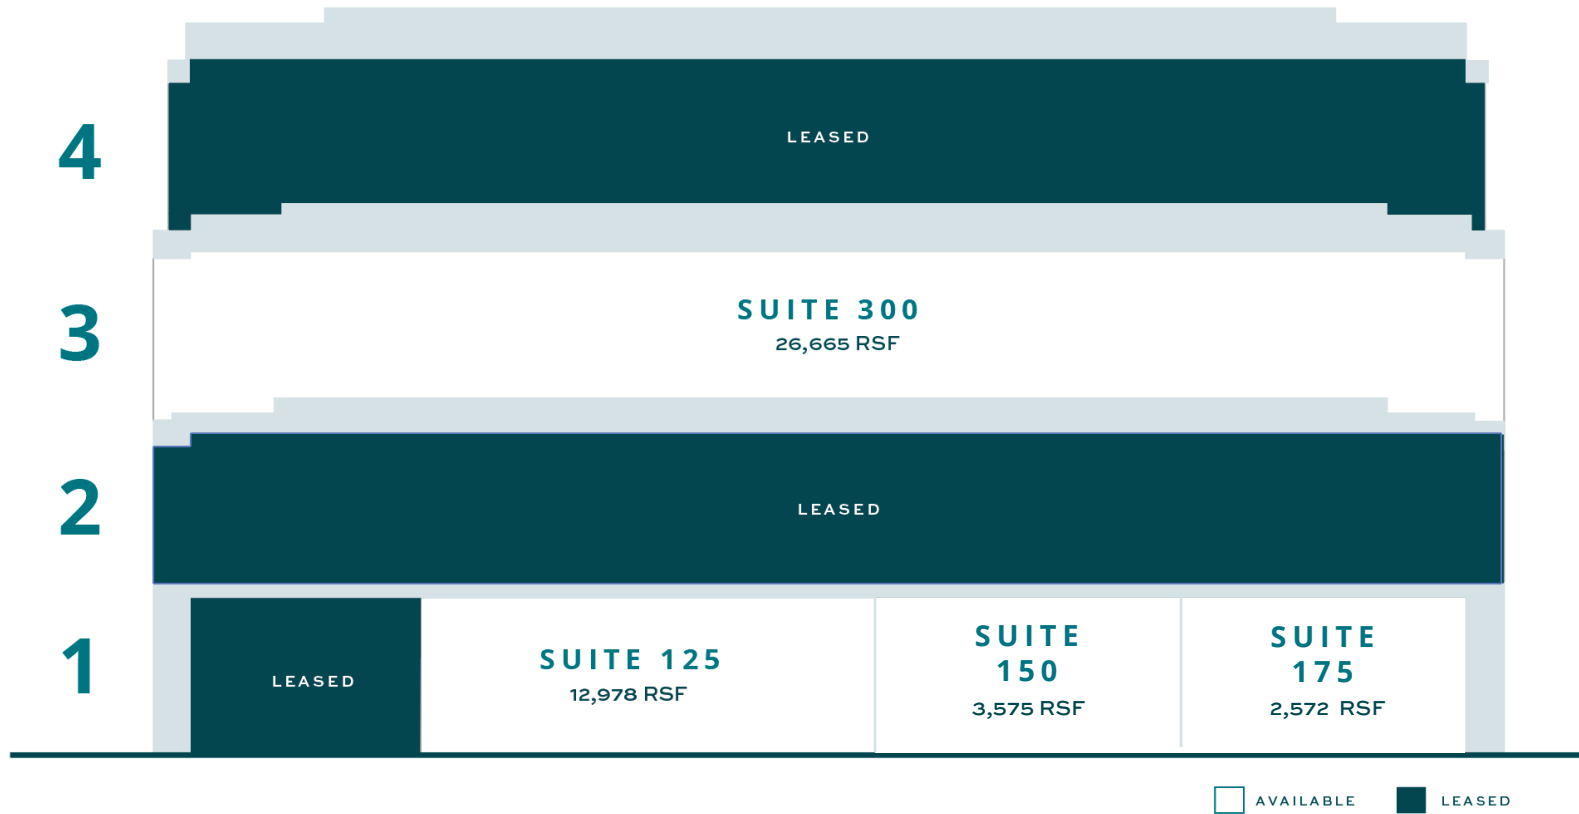 4
LEASED
3
SUITE 300
26,665 RSF
2
LEASED
1
LEASED
SUITE 125
12,978 RSF
SUITE
150
3,575 RSF
SUITE
175
2,572 RSF
AVAILABLE
LEASED